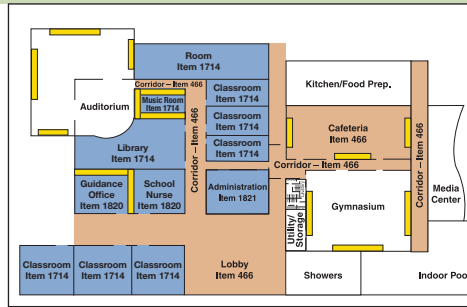 Room
Item 1714
Corridor – Item 466
Kitchen/Food Prep.
Auditorium
Music Room
Item 1714
Classroom
Item 1714
Classroom
Item 1714
Classroom
Item 1714
Corridor – Item 466
Cafeteria
Item 466
Corridor – Item 466
Corridor – Item 466
Library
Item 1714
Guidance
Office
Item 1820
School
Nurse
Item 1820
Administration
Item 1821
Utility/
Storage
Gymnasium
Media
Center
Classroom
Item 1714
Classroom
Item 1714
Classroom
Item 1714
Lobby
Item 466
Showers
Indoor Poo